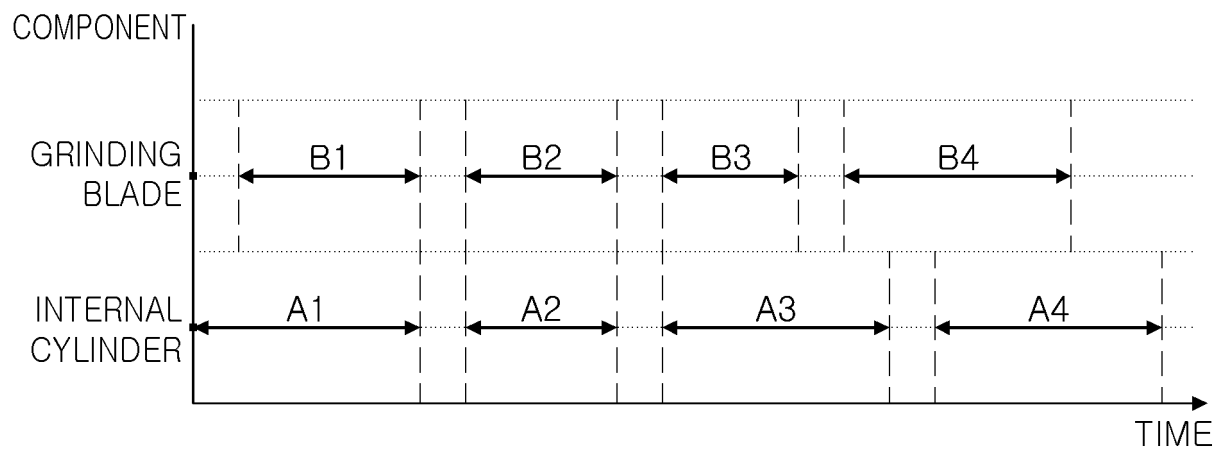 COMPONENT
GRINDING
BLADE
B1
B2
B3
B4
INTERNAL
CYLINDER
A1
A2
A3
A4
TIME